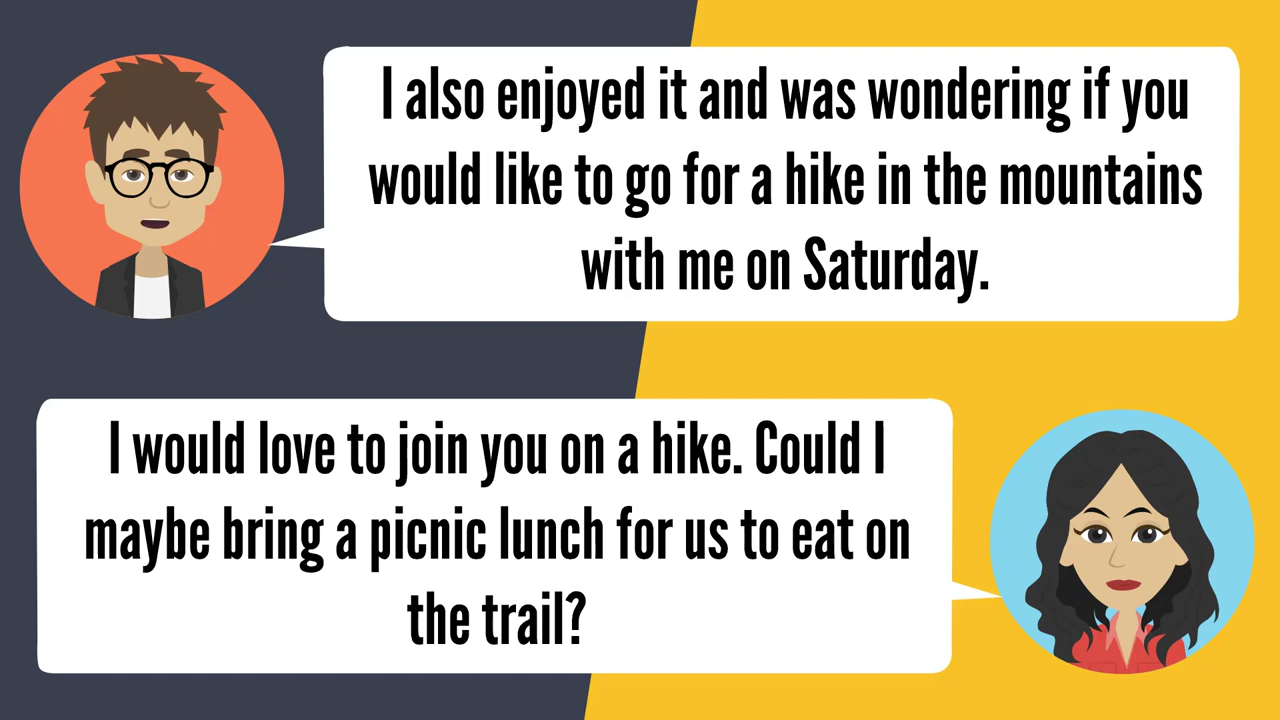 I also enjoyed it and was wondering if you
would like to go for a hike in the mountains
with me on Saturday.
I would love to join you on a hike. Could I
maybe bring a picnic lunch for us to eat on
the trail?